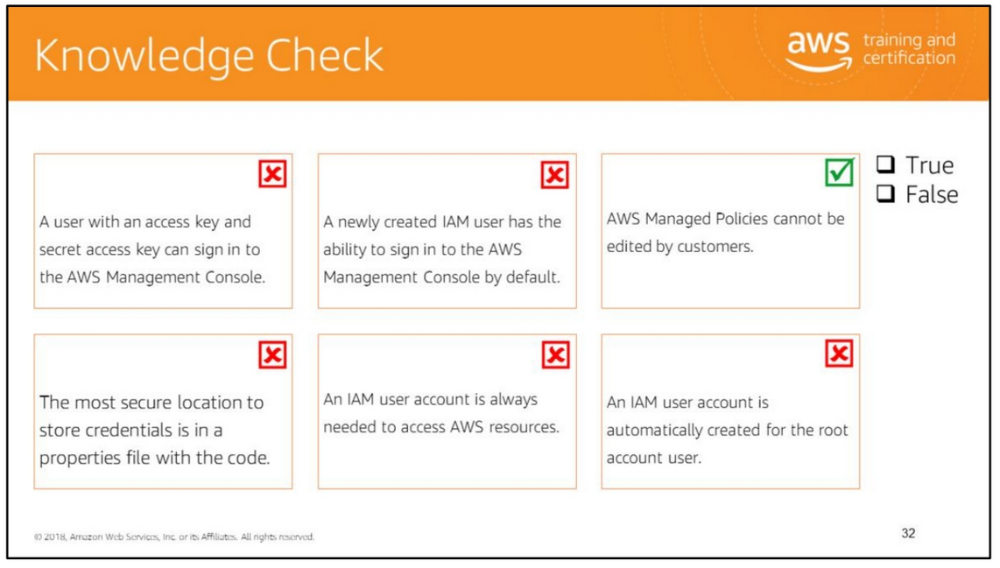 Knowledge Check
aws training and
certification
A user with an access key and
secret access key can sign in to
the AWS Management Console.
A newly created IAM user has the
ability to sign in to the AWS
Management Console by default.
AWS Managed Policies cannot be
edited by customers.
True
False
The most secure location to
store credentials is in a
properties file with the code.
An IAM user account is always
needed to access AWS resources.
An IAM user account is
automatically created for the root
account user.
© 2018, Amazon Web Services, Inc. or its Affiliates. All rights reserved.
32